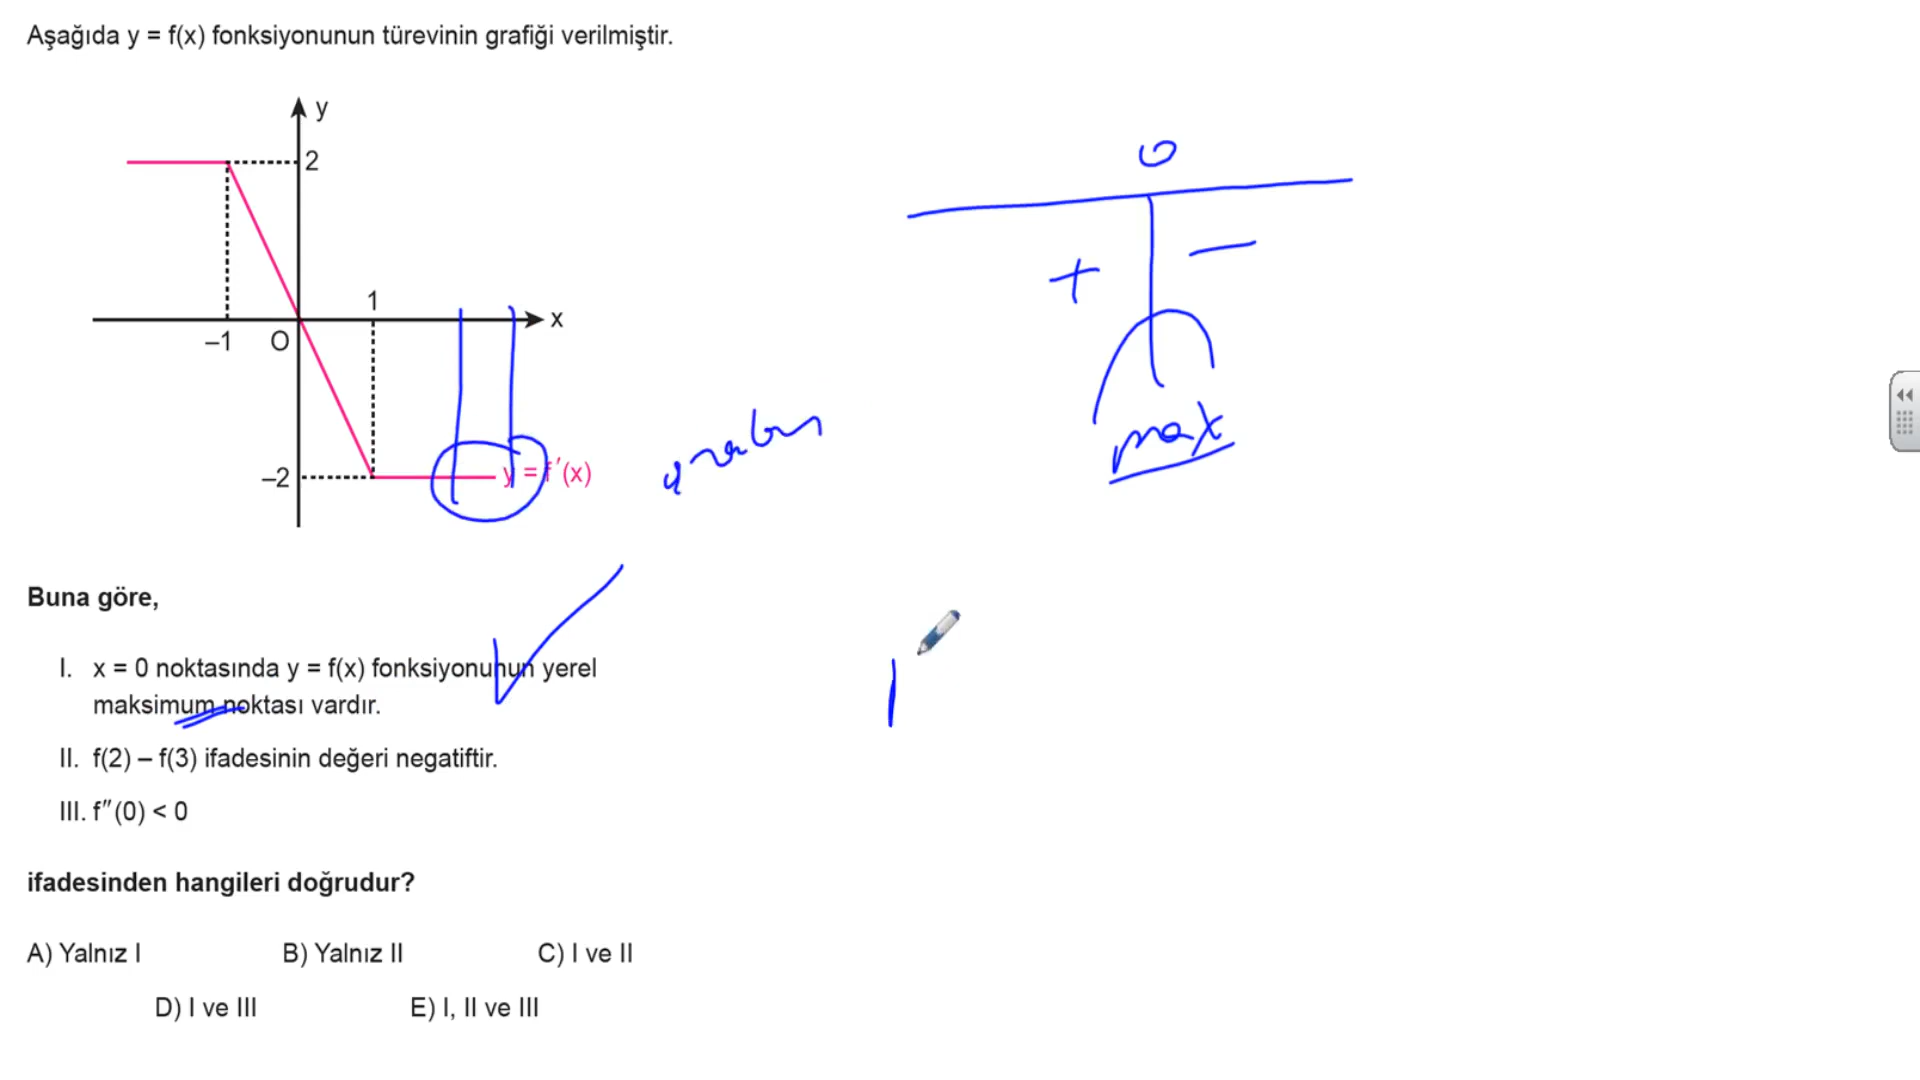 Aşağıda y = f(x) fonksiyonunun türevinin grafiği verilmiştir.
y
2
1
x
–1
O
–2
y = f′(x)
0
+
–
max
Buna göre,
I. x = 0 noktasında y = f(x) fonksiyonunun yerel
maksimum noktası vardır.
II. f(2) – f(3) ifadesinin değeri negatiftir.
III. f″(0) < 0
ifadesinden hangileri doğrudur?
A) Yalnız I
B) Yalnız II
C) I ve II
D) I ve III
E) I, II ve III